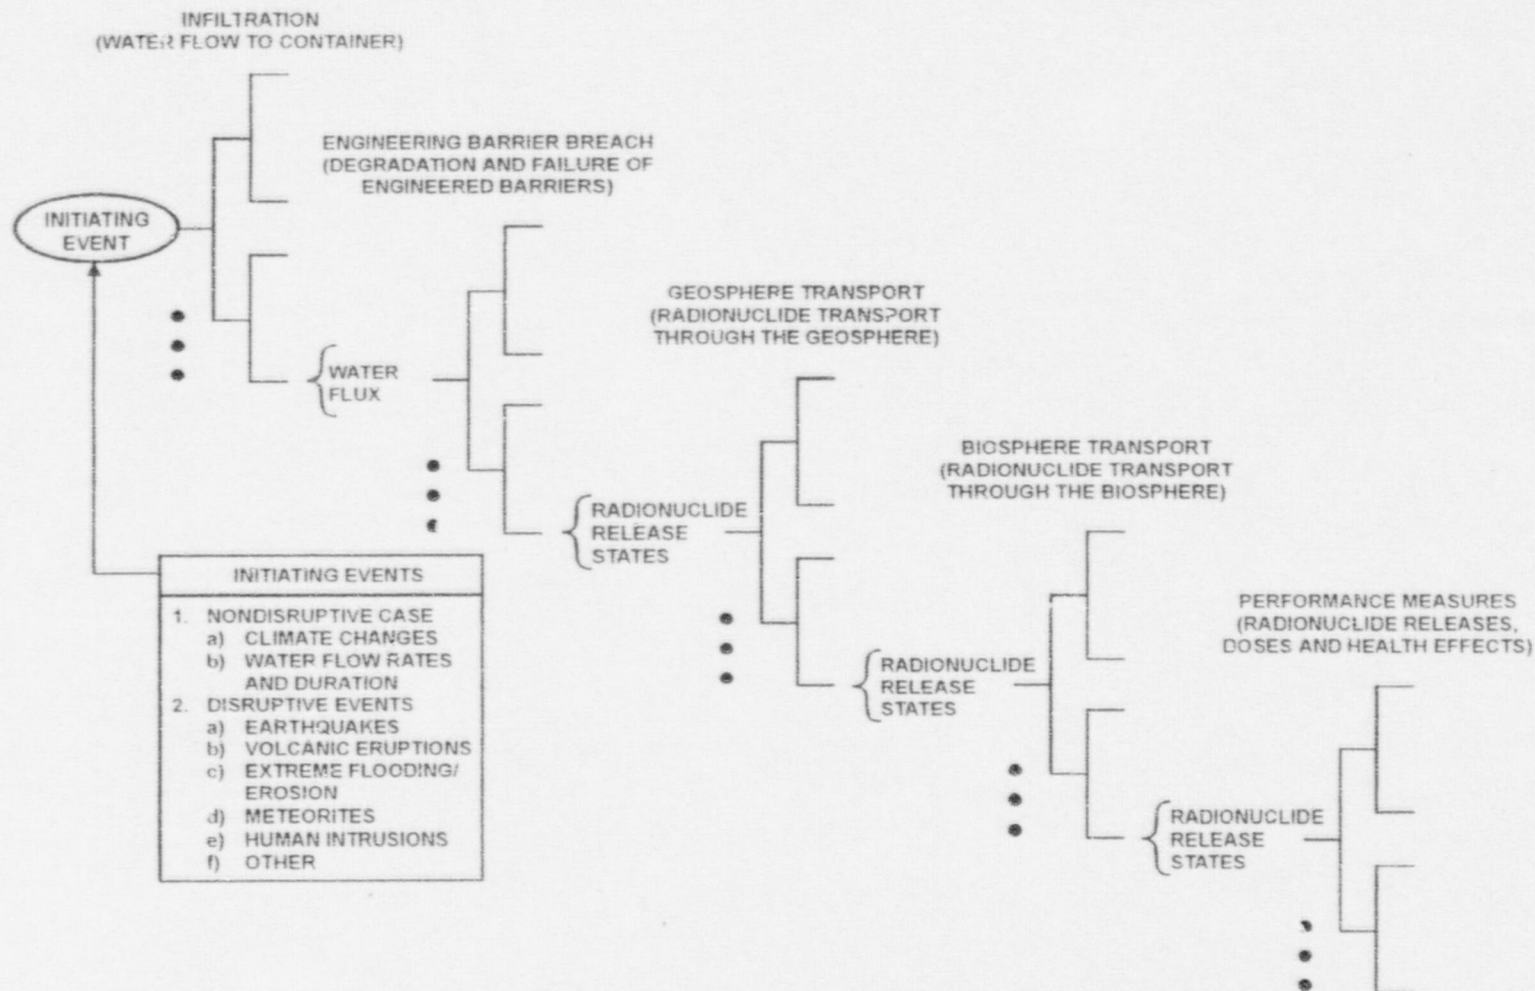 INFILTRATION
(WATER FLOW TO CONTAINER)
ENGINEERING BARRIER BREACH
(DEGRADATION AND FAILURE OF
ENGINEERED BARRIERS)
INITIATING
EVENT
GEOSPHERE TRANSPORT
(RADIONUCLIDE TRANSPORT
THROUGH THE GEOSPHERE)
WATER
FLUX
BIOSPHERE TRANSPORT
(RADIONUCLIDE TRANSPORT
THROUGH THE BIOSPHERE)
RADIONUCLIDE
RELEASE
STATES
INITIATING EVENTS
1. NONDISRUPTIVE CASE
a) CLIMATE CHANGES
b) WATER FLOW RATES
AND DURATION
2. DISRUPTIVE EVENTS
a) EARTHQUAKES
b) VOLCANIC ERUPTIONS
c) EXTREME FLOODING/
EROSION
d) METEORITES
e) HUMAN INTRUSIONS
f) OTHER
PERFORMANCE MEASURES
(RADIONUCLIDE RELEASES,
DOSES AND HEALTH EFFECTS)
RADIONUCLIDE
RELEASE
STATES
RADIONUCLIDE
RELEASE
STATES